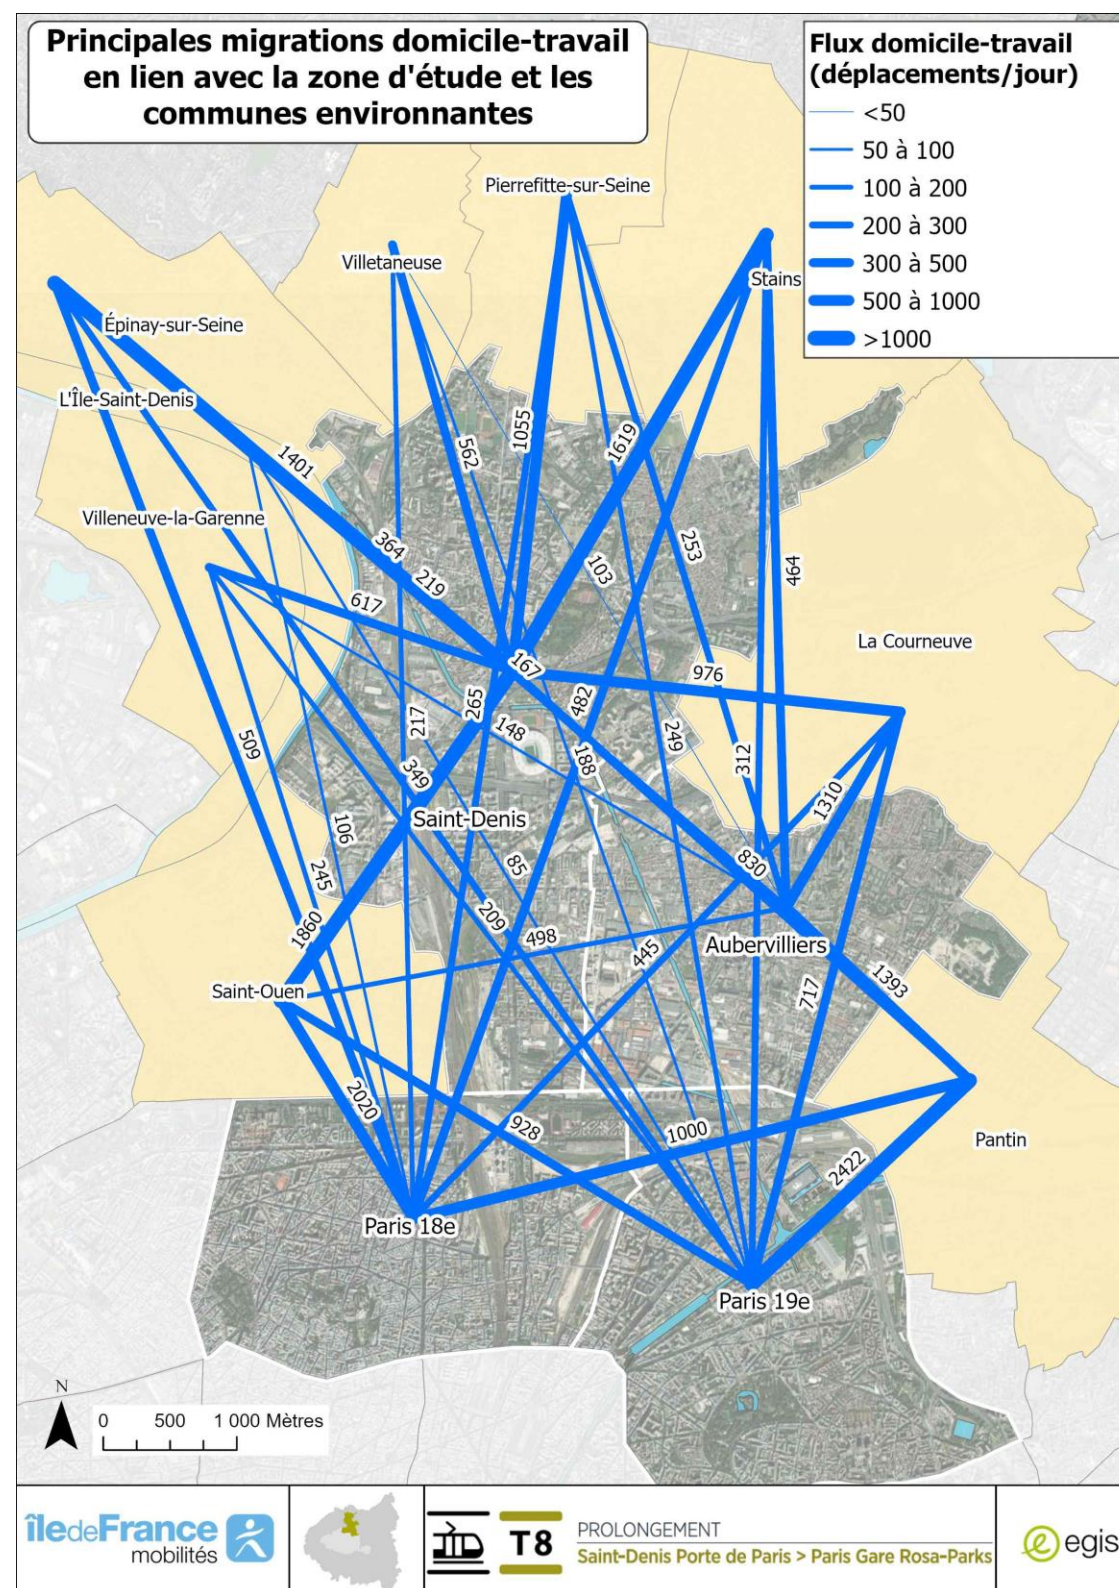 Principales migrations domicile-travail
en lien avec la zone d'étude et les
communes environnantes
Flux domicile-travail
(déplacements/jour)
<50
50 à 100
100 à 200
200 à 300
300 à 500
500 à 1000
>1000
Pierrefitte-sur-Seine
Villetaneuse
Stains
Épinay-sur-Seine
L'Île-Saint-Denis
1055
1619
562
1401
Villeneuve-la-Garenne
364
253
464
103
219
617
La Courneuve
167
976
482
265
217
148
249
509
188
312
349
1310
Saint-Denis
106
830
85
245
209
1860
498
445
Aubervilliers
1393
717
Saint-Ouen
2020
928
1000
Pantin
2422
Paris 18e
Paris 19e
N
0 500 1 000 Mètres
îledeFrance
mobilités
T8
PROLONGEMENT
Saint-Denis Porte de Paris > Paris Gare Rosa-Parks
e egis